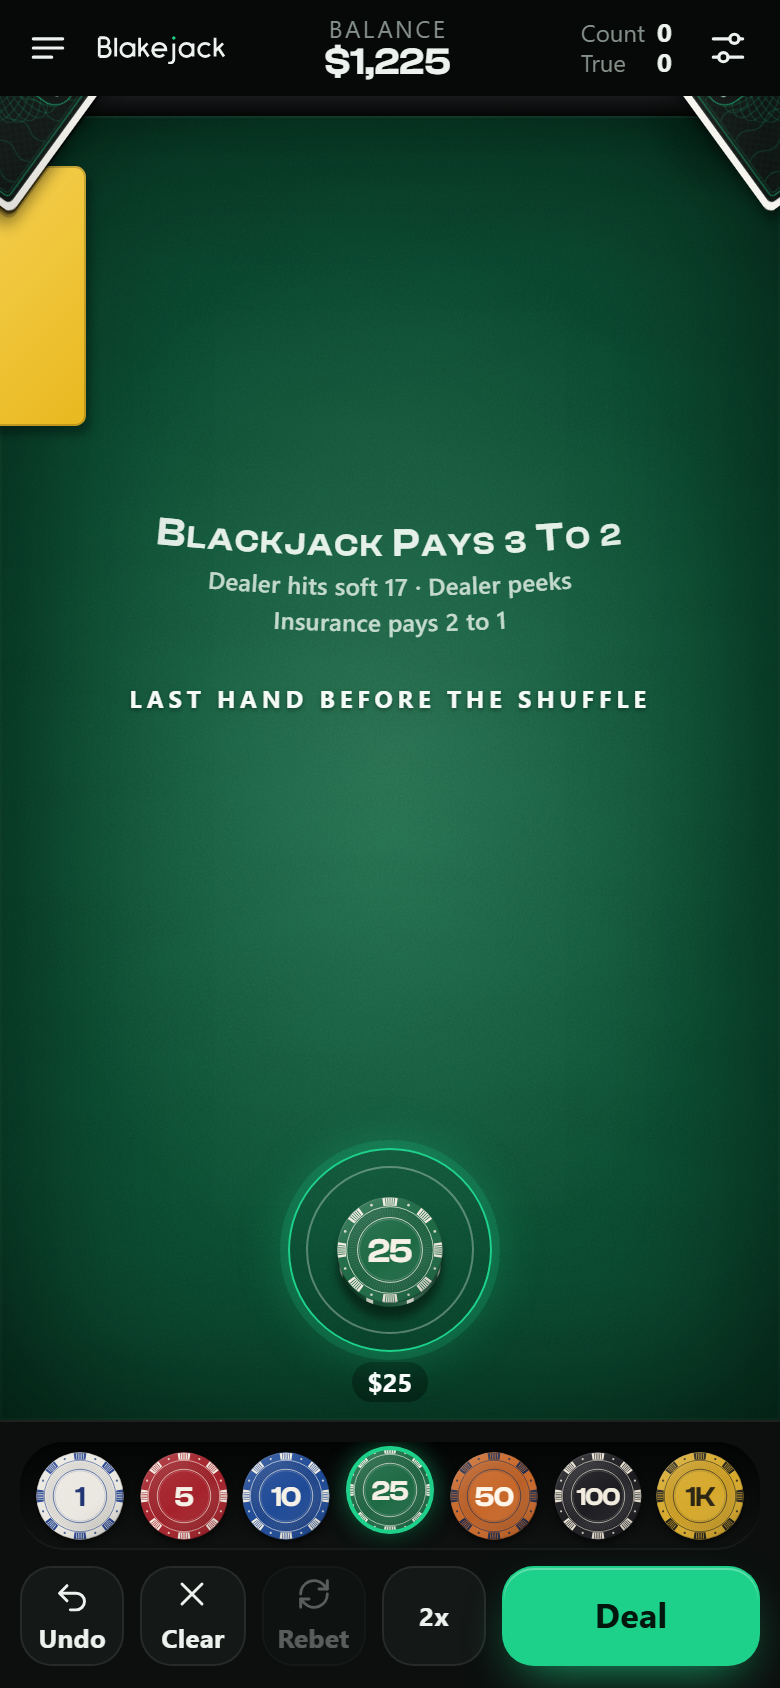 Blakejack
BALANCE
$1,225
Count 0
True 0
BLACKJACK PAYS 3 TO 2
Dealer hits soft 17 · Dealer peeks
Insurance pays 2 to 1
LAST HAND BEFORE THE SHUFFLE
25
$25
1 5 10 25 50 100 1K
Undo Clear Rebet 2x Deal